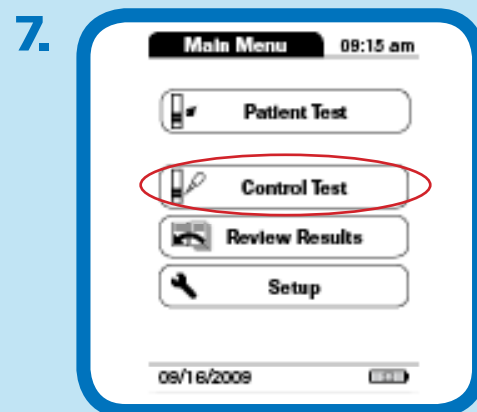 7.
Main Menu 09:15 am
Patient Test
Control Test
Review Results
Setup
09/16/2009